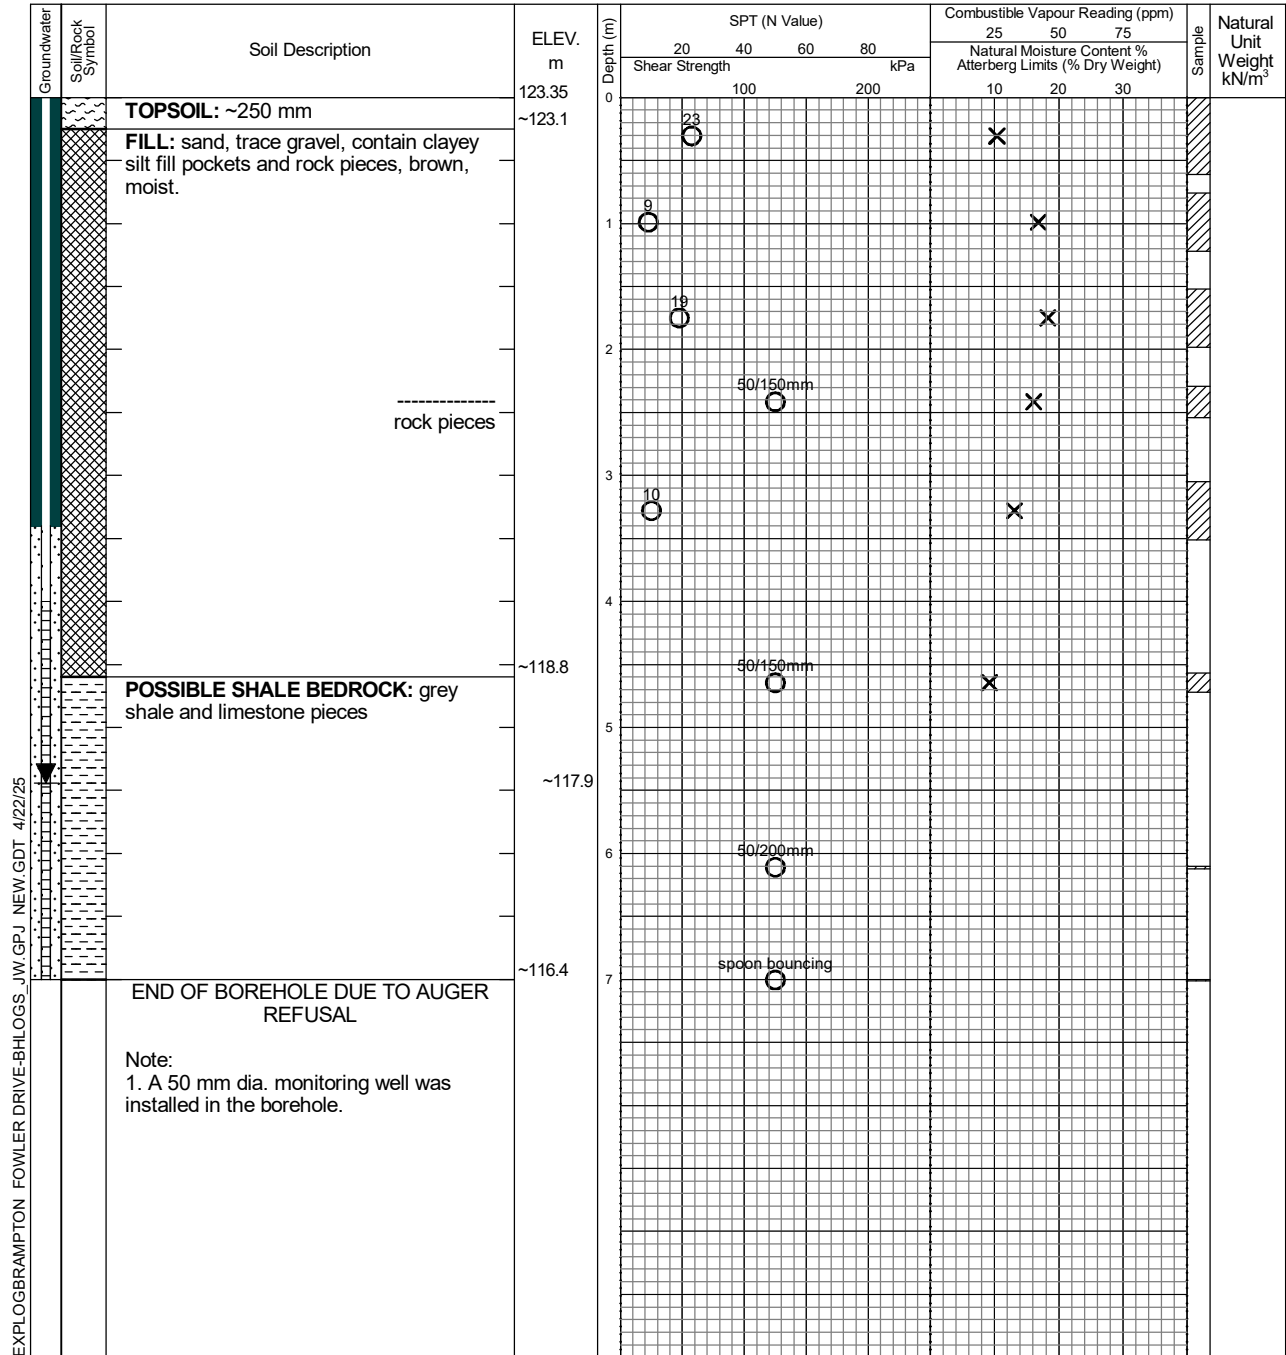 Groundwater
Soil/Rock
Symbol
Soil Description
ELEV.
m
123.35
Depth (m)
SPT (N Value)
20 40 60 80
Shear Strength kPa
100 200
Combustible Vapour Reading (ppm)
25 50 75
Natural Moisture Content %
Atterberg Limits (% Dry Weight)
10 20 30
Sample
Natural
Unit
Weight
kN/m³
0
TOPSOIL: ~250 mm
~123.1
FILL: sand, trace gravel, contain clayey
silt fill pockets and rock pieces, brown,
moist.
23
9
1
19
2
50/150mm
--------------
rock pieces
3
10
4
~118.8
50/150mm
POSSIBLE SHALE BEDROCK: grey
shale and limestone pieces
5
~117.9
6
50/200mm
~116.4
spoon bouncing
7
END OF BOREHOLE DUE TO AUGER
REFUSAL
Note:
1. A 50 mm dia. monitoring well was
installed in the borehole.
EXPLOGBRAMPTON FOWLER DRIVE-BHLOGS_JW.GPJ NEW.GDT 4/22/25